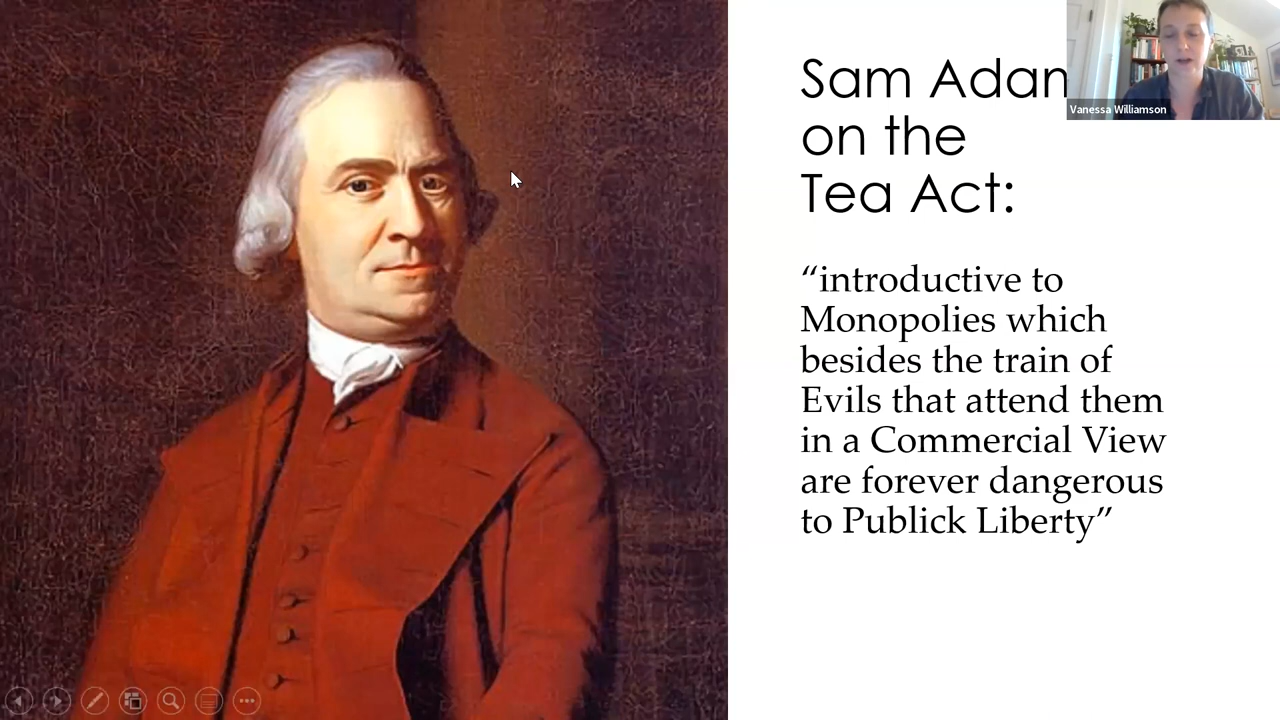 Sam Adam
on the
Tea Act:
Vanessa Williamson
“introductive to
Monopolies which
besides the train of
Evils that attend them
in a Commercial View
are forever dangerous
to Publick Liberty”